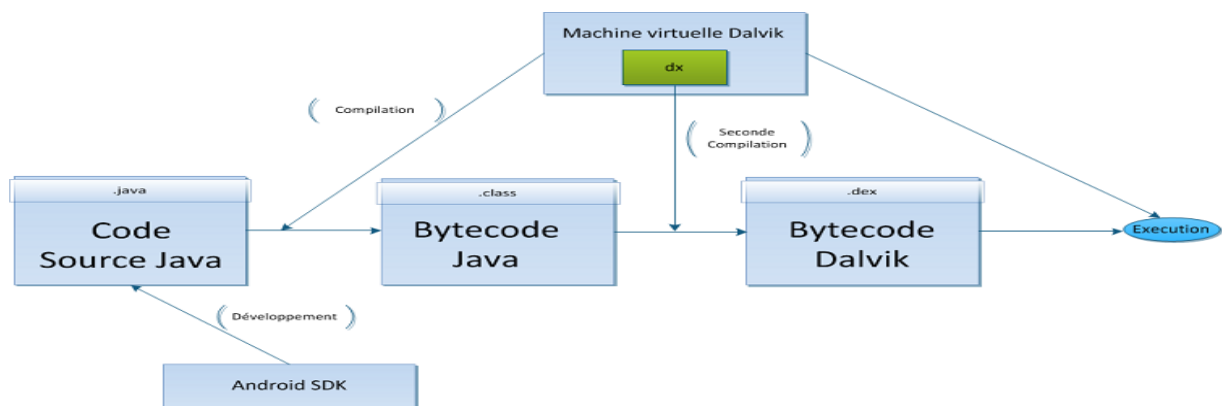 Machine virtuelle Dalvik
dx
( Compilation )
( Seconde
Compilation )
.java
Code
Source Java
.class
Bytecode
Java
.dex
Bytecode
Dalvik
Execution
( Développement )
Android SDK